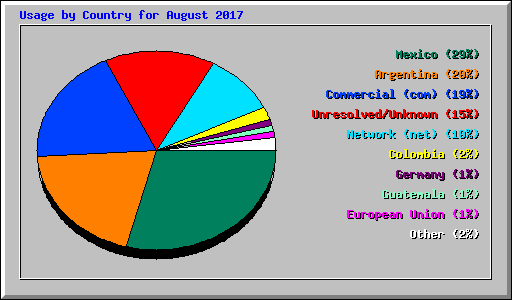 Usage by Country for August 2017
Mexico (29%)
Argentina (20%)
Commercial (com) (19%)
Unresolved/Unknown (15%)
Network (net) (10%)
Colombia (2%)
Germany (1%)
Guatemala (1%)
European Union (1%)
Other (2%)